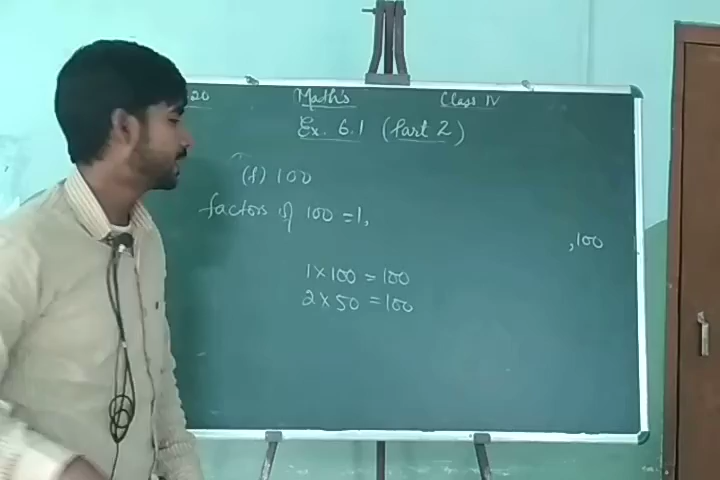 20 Math's Class IV
Ex. 6.1 (Part 2)
(f) 100
factors of 100 = 1,
, 100
1 × 100 = 100
2 × 50 = 100